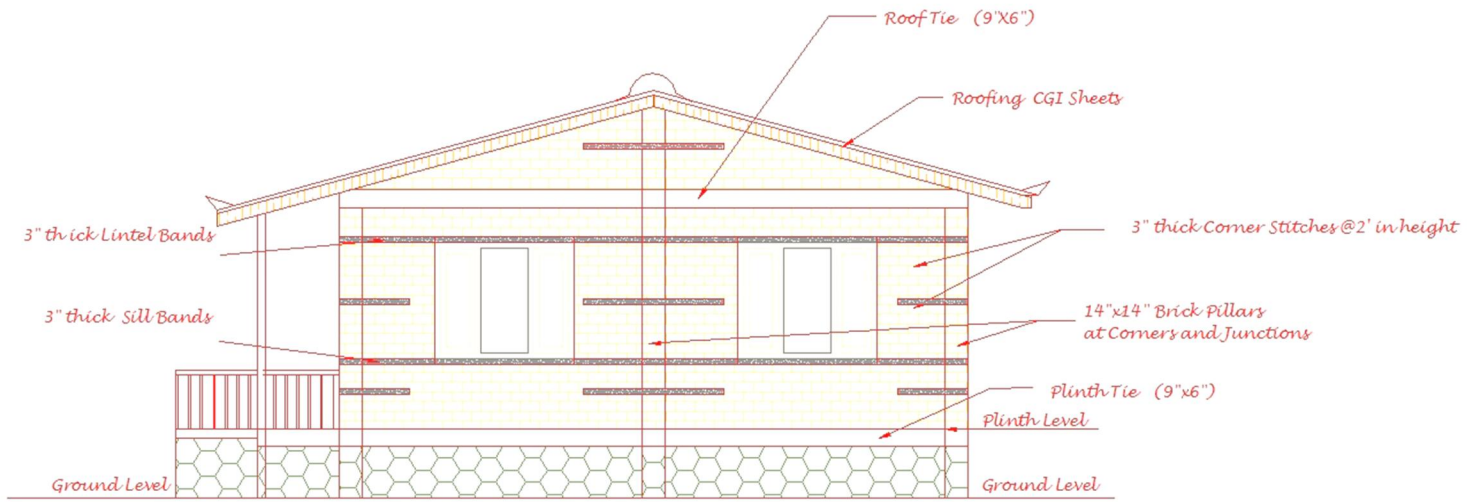 Roof Tie (9"X6")
Roofing CGI Sheets
3" th ick Lintel Bands
3" thick Corner Stitches @2' in height
3" thick Sill Bands
14"x14" Brick Pillars
at Corners and Junctions
Plinth Tie (9"x6")
Plinth Level
Ground Level
Ground Level